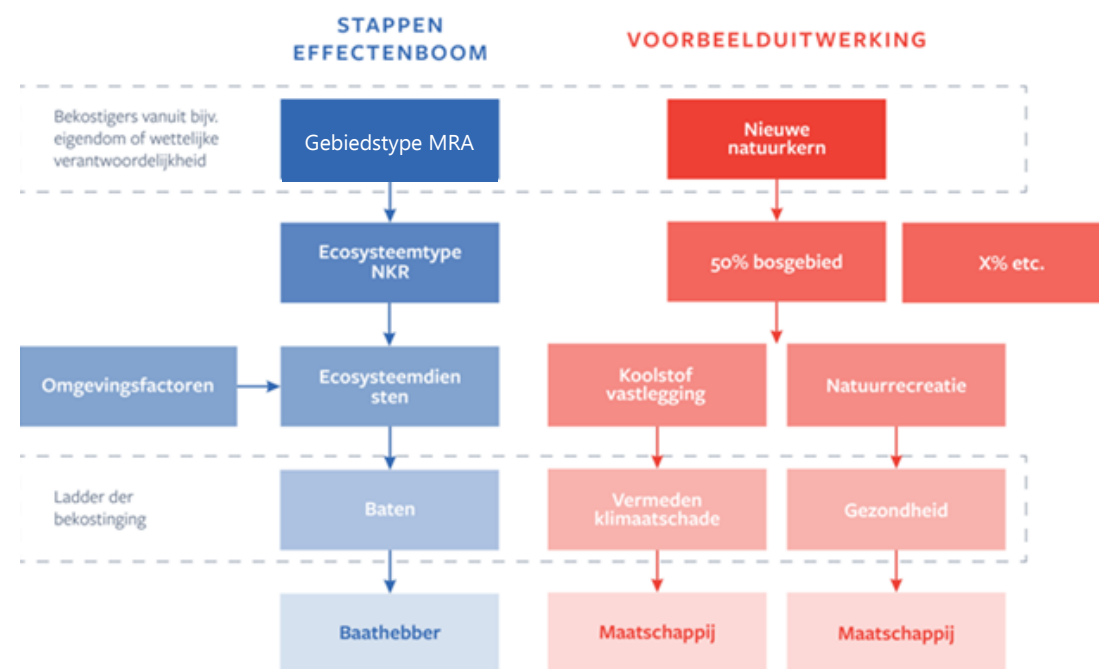 STAPPEN
EFFECTENBOOM
VOORBEELDUITWERKING
Bekostigers vanuit bijv.
eigendom of wettelijke
verantwoordelijkheid
Gebiedstype MRA
Nieuwe
natuurkern
Ecosysteemtype
NKR
50% bosgebied
X% etc.
Omgevingsfactoren
Ecosysteemdien
sten
Koolstof
vastlegging
Natuurrecreatie
Ladder der
bekostinging
Baten
Vermeden
klimaatschade
Gezondheid
Baathebber
Maatschappij
Maatschappij